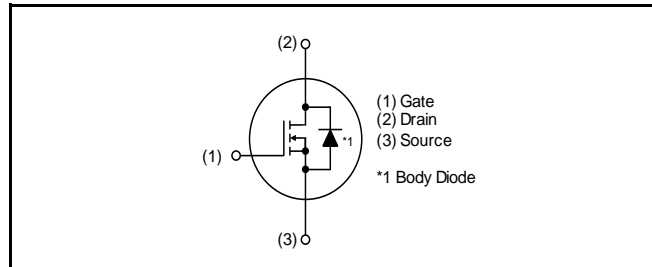 (2)
(1) Gate
(2) Drain
(3) Source
*1
(1)
*1 Body Diode
(3)